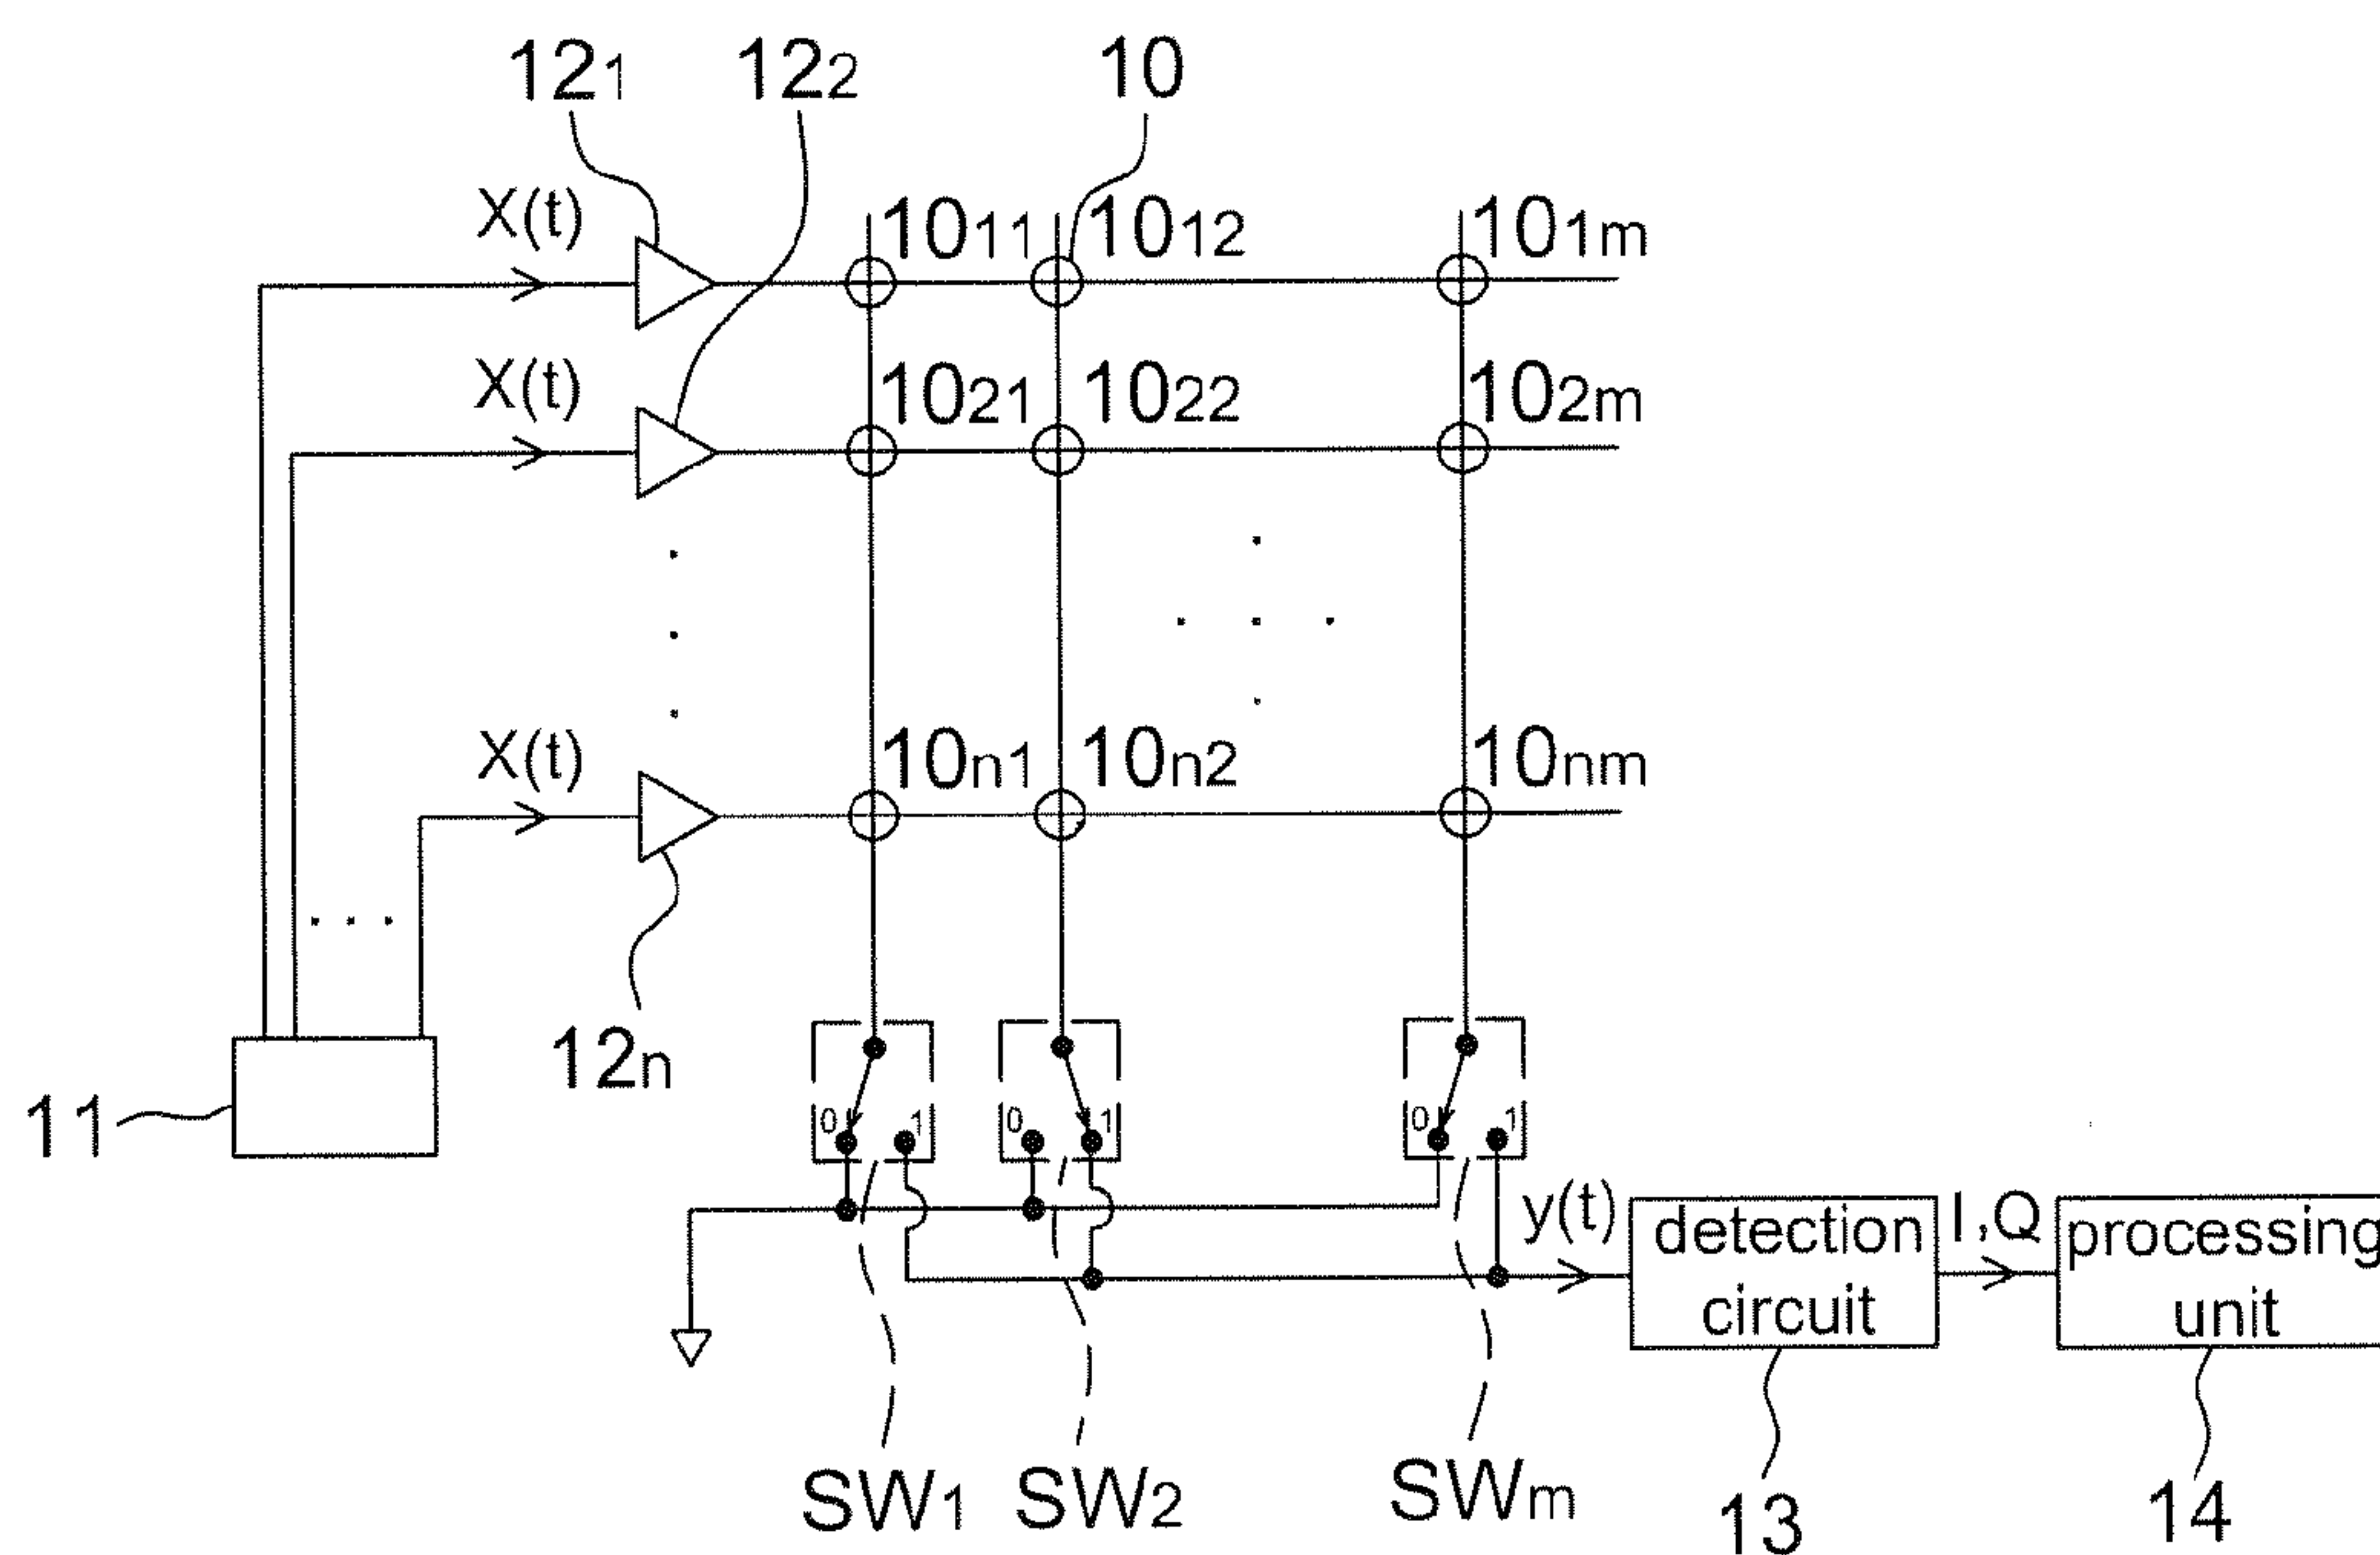 12₁ 12₂ 10
X(t) 10₁₁ 10₁₂ 10₁ₘ
X(t) 10₂₁ 10₂₂ 10₂ₘ
X(t) 10ₙ₁ 10ₙ₂ 10ₙₘ
12ₙ
11
0 1 0 1 0 1
y(t) detection circuit I,Q processing unit
SW₁ SW₂ SWₘ 13 14